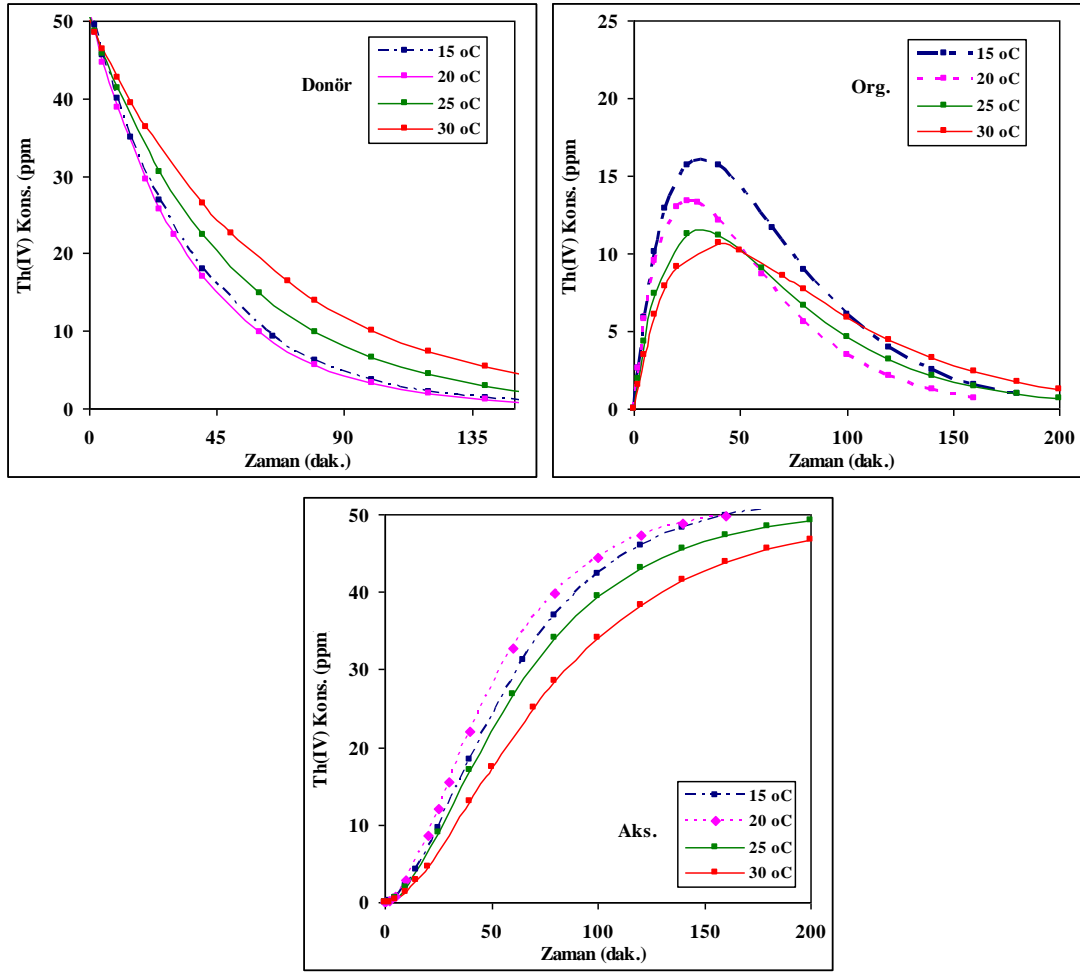 50
40
30
20
10
0
Th(IV) Kons. (ppm
0 45 90 135
Zaman (dak.)
Donör
15 oC
20 oC
25 oC
30 oC
25
20
15
10
5
0
Th(IV) Kons. (ppm
0 50 100 150 200
Zaman (dak.)
Org.
15 oC
20 oC
25 oC
30 oC
50
40
30
20
10
0
Th(IV) Kons. (ppm
0 50 100 150 200
Zaman (dak.)
Aks.
15 oC
20 oC
25 oC
30 oC